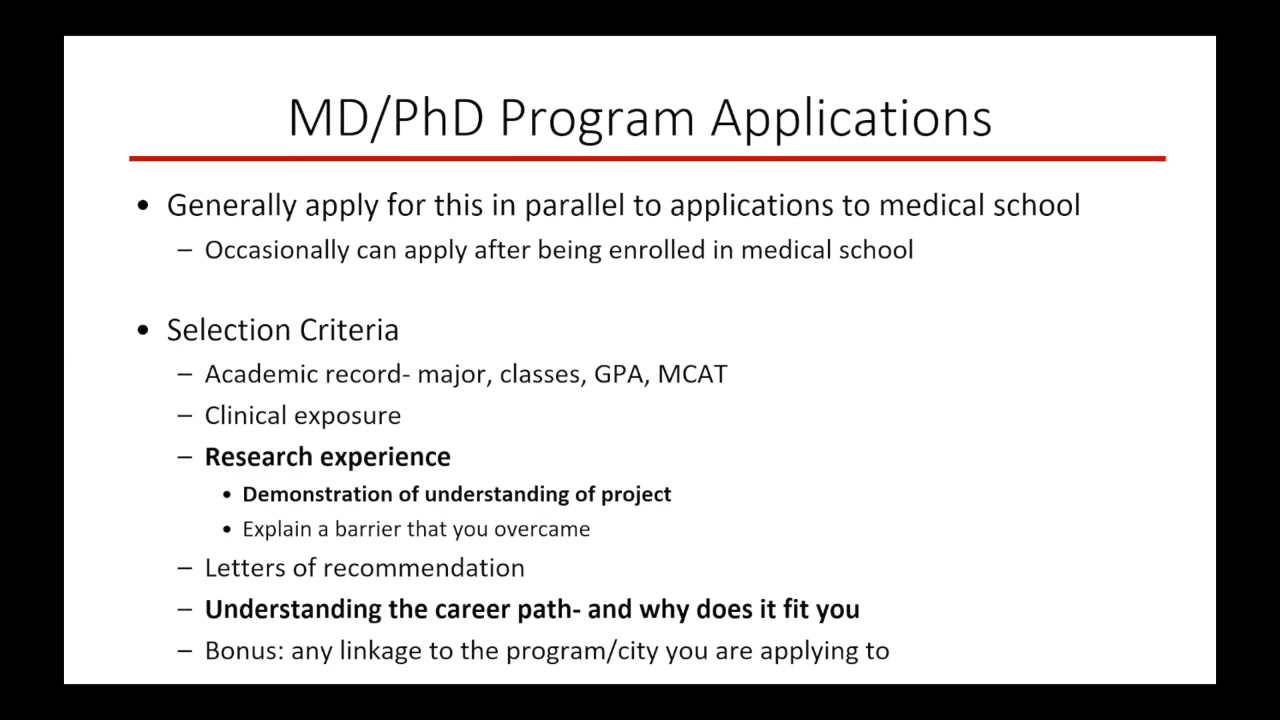 MD/PhD Program Applications
• Generally apply for this in parallel to applications to medical school
– Occasionally can apply after being enrolled in medical school
• Selection Criteria
– Academic record- major, classes, GPA, MCAT
– Clinical exposure
– Research experience
• Demonstration of understanding of project
• Explain a barrier that you overcame
– Letters of recommendation
– Understanding the career path- and why does it fit you
– Bonus: any linkage to the program/city you are applying to